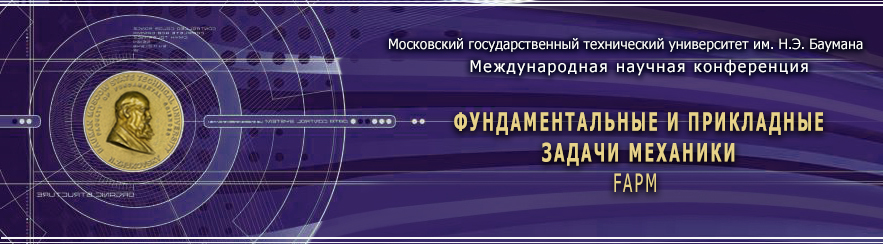 Московский государственный технический университет им. Н.Э. Баумана
Международная научная конференция
ФУНДАМЕНТАЛЬНЫЕ И ПРИКЛАДНЫЕ
ЗАДАЧИ МЕХАНИКИ
FAPM